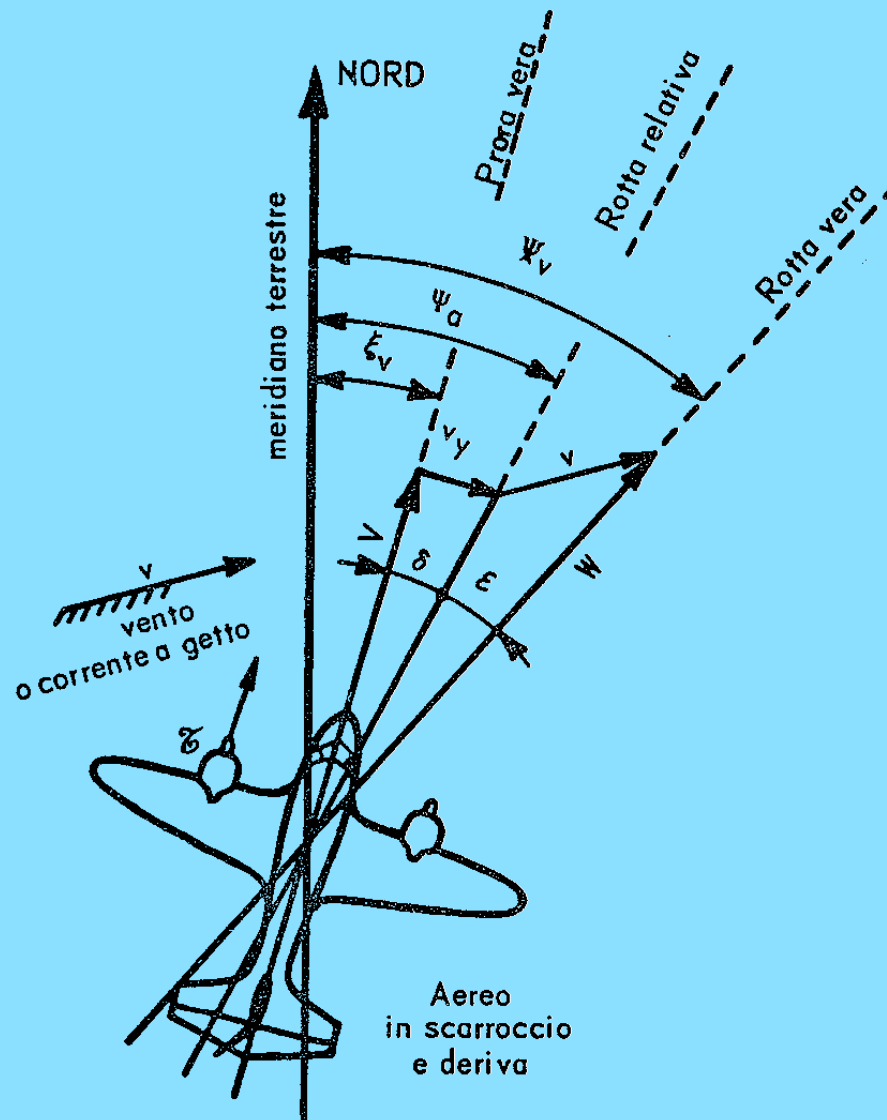 NORD
Prora vera
Rotta relativa
Rotta vera
meridiano terrestre
Ψv
Ψa
ξv
vy
v
V
δ
ε
W
v
vento
o corrente a getto
𝒯
Aereo
in scarroccio
e deriva